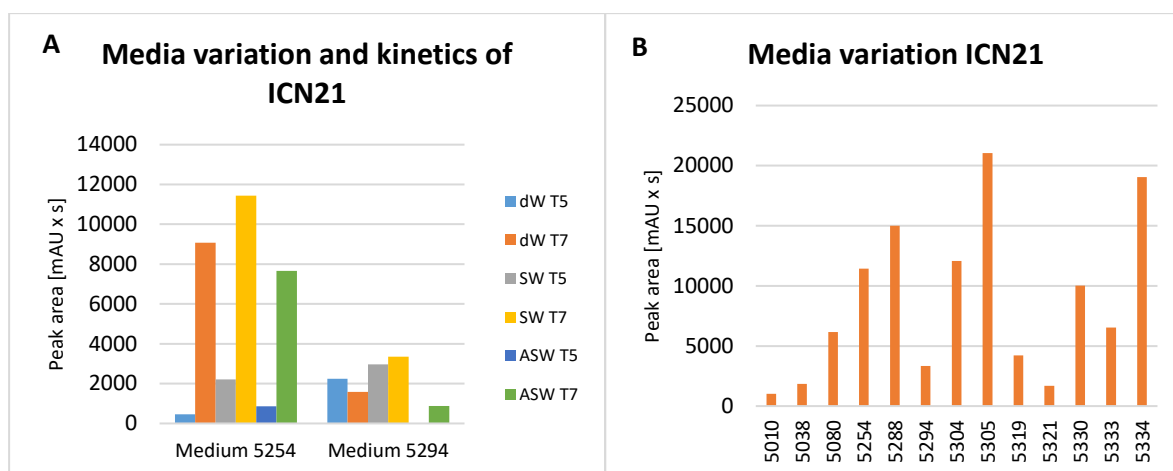 A
Media variation and kinetics of
ICN21
Peak area [mAU x s]
14000
12000
10000
8000
6000
4000
2000
0
Medium 5254
Medium 5294
dW T5
dW T7
SW T5
SW T7
ASW T5
ASW T7
B
Media variation ICN21
Peak area [mAU x s]
25000
20000
15000
10000
5000
0
5010
5038
5080
5254
5288
5294
5304
5305
5319
5321
5330
5333
5334